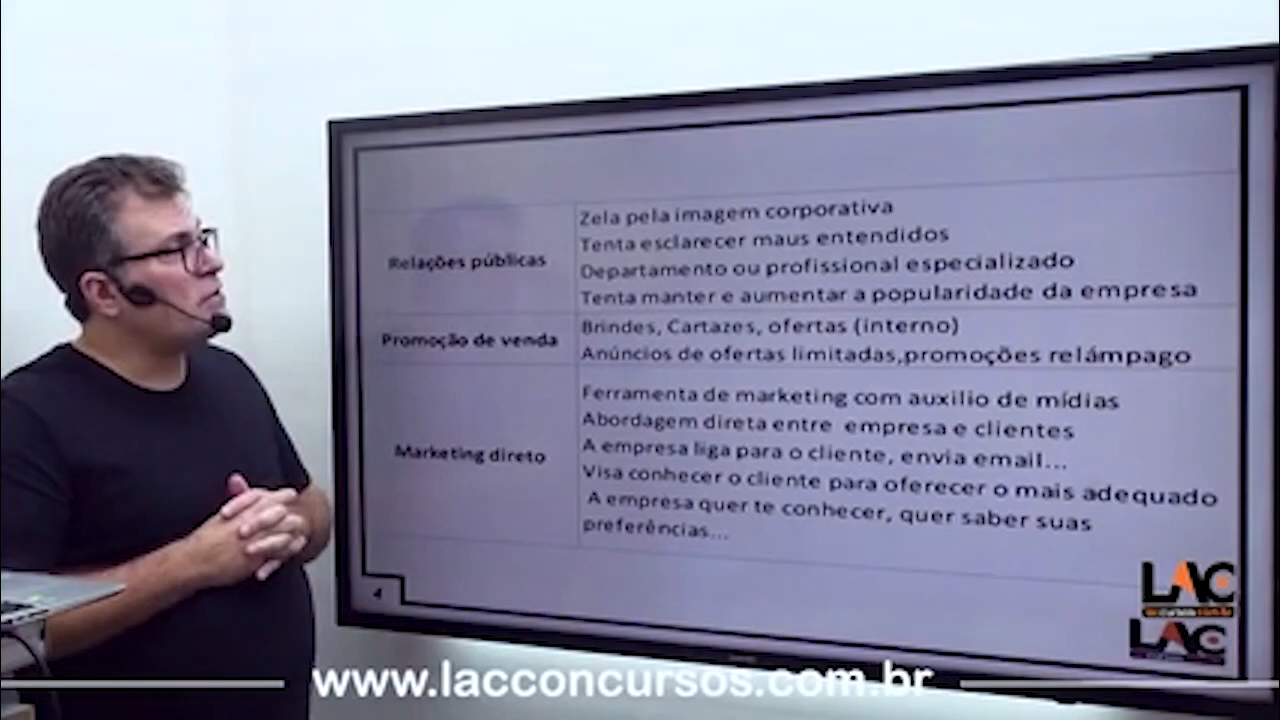 Relações públicas
Zela pela imagem corporativa
Tenta esclarecer maus entendidos
Departamento ou profissional especializado
Tenta manter e aumentar a popularidade da empresa
Promoção de venda
Brindes, Cartazes, ofertas (interno)
Anúncios de ofertas limitadas,promoções relâmpago
Marketing direto
Ferramenta de marketing com auxilio de mídias
Abordagem direta entre empresa e clientes
A empresa liga para o cliente, envia email...
Visa conhecer o cliente para oferecer o mais adequado
A empresa quer te conhecer, quer saber suas
preferências...
4
LAC
LAC
www.lacconcursos.com.br